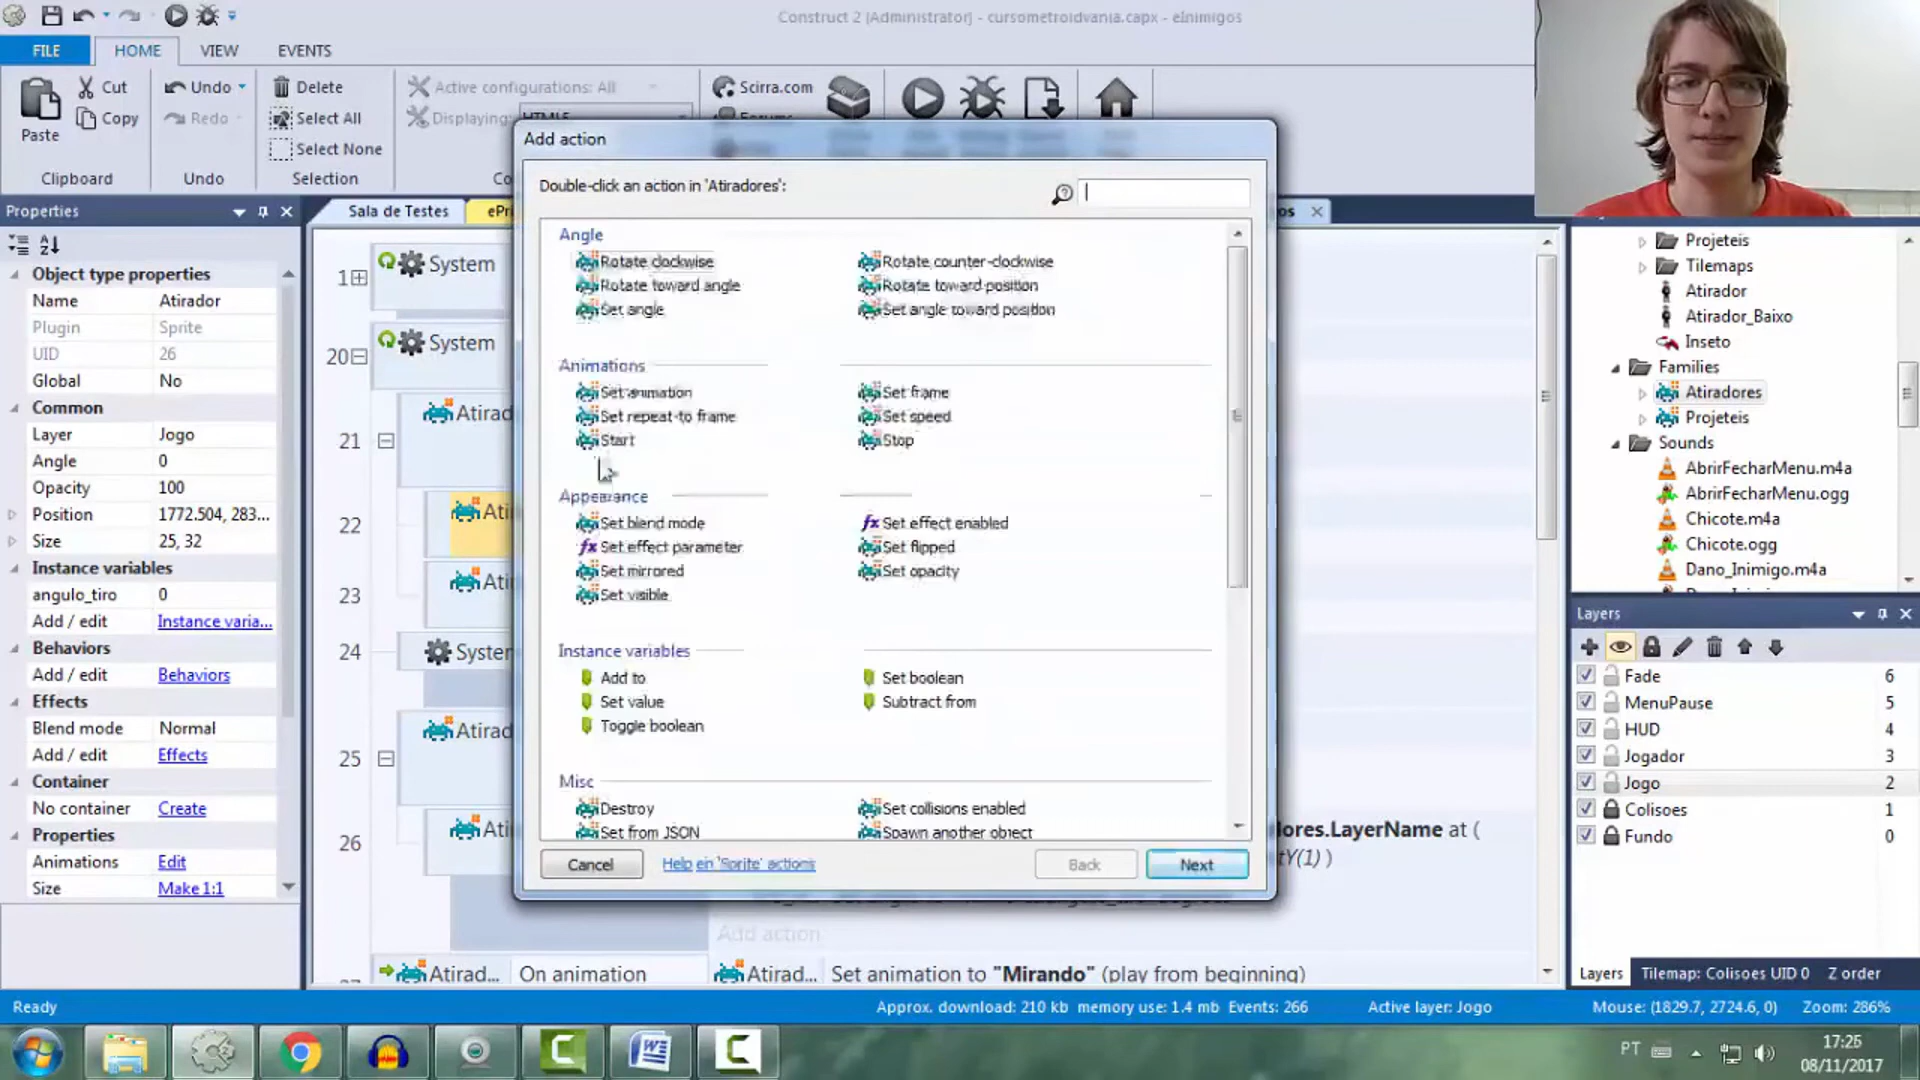 Construct 2 (Administrator) - cursometroidvania.capx - eInimigos
FILE HOME VIEW EVENTS
Paste Cut Copy Clipboard
Undo Redo Undo
Delete Select All Select None Selection
Active configurations: All
Displaying: HTML5
Scirra.com
Forums
Properties
Object type properties
Name Atirador
Plugin Sprite
UID 26
Global No
Common
Layer Jogo
Angle 0
Opacity 100
Position 1772.504, 283...
Size 25, 32
Instance variables
angulo_tiro 0
Add / edit Instance varia...
Behaviors
Add / edit Behaviors
Effects
Blend mode Normal
Add / edit Effects
Container
No container Create
Properties
Animations Edit
Size Make 1:1
Sala de Testes
1 System
20 System
21
22
23
24
25
26
Atirad... On animation Atirad... Set animation to "Mirando" (play from beginning)
Add action
Add action
Double-click an action in 'Atiradores':
Angle
Rotate clockwise Rotate counter-clockwise
Rotate toward angle Rotate toward position
Set angle Set angle toward position
Animations
Set animation Set frame
Set repeat-to frame Set speed
Start Stop
Appearance
Set blend mode Set effect enabled
Set effect parameter Set flipped
Set mirrored Set opacity
Set visible
Instance variables
Add to Set boolean
Set value Subtract from
Toggle boolean
Misc
Destroy Set collisions enabled
Set from JSON Spawn another object
Cancel Help on 'Sprite' actions Back Next
Projeteis
Tilemaps
Atirador
Atirador_Baixo
Inseto
Families
Atiradores
Projeteis
Sounds
AbrirFecharMenu.m4a
AbrirFecharMenu.ogg
Chicote.m4a
Chicote.ogg
Dano_Inimigo.m4a
Layers
Fade 6
MenuPause 5
HUD 4
Jogador 3
Jogo 2
Colisoes 1
Fundo 0
Layers Tilemap: Colisoes UID 0 Z order
Ready Approx. download: 210 kb memory use: 1.4 mb Events: 266 Active layer: Jogo Mouse: (1829.7, 2724.6, 0) Zoom: 286%
PT
17:25
08/11/2017